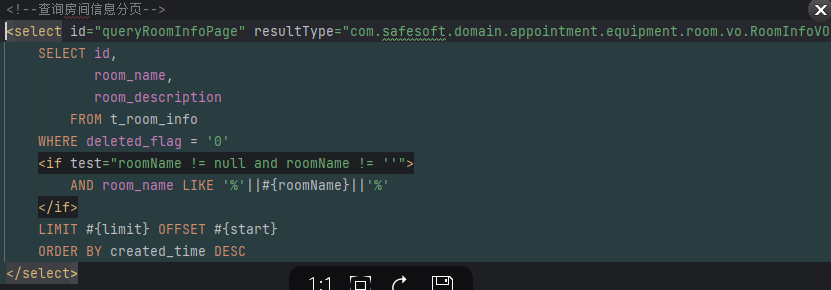 <!--查询房间信息分页-->
<select id="queryRoomInfoPage" resultType="com.safesoft.domain.appointment.equipment.room.vo.RoomInfoVO
SELECT id,
room_name,
room_description
FROM t_room_info
WHERE deleted_flag = '0'
<if test="roomName != null and roomName != ''">
AND room_name LIKE '%'||#{roomName}||'%'
</if>
LIMIT #{limit} OFFSET #{start}
ORDER BY created_time DESC
</select>
1:1